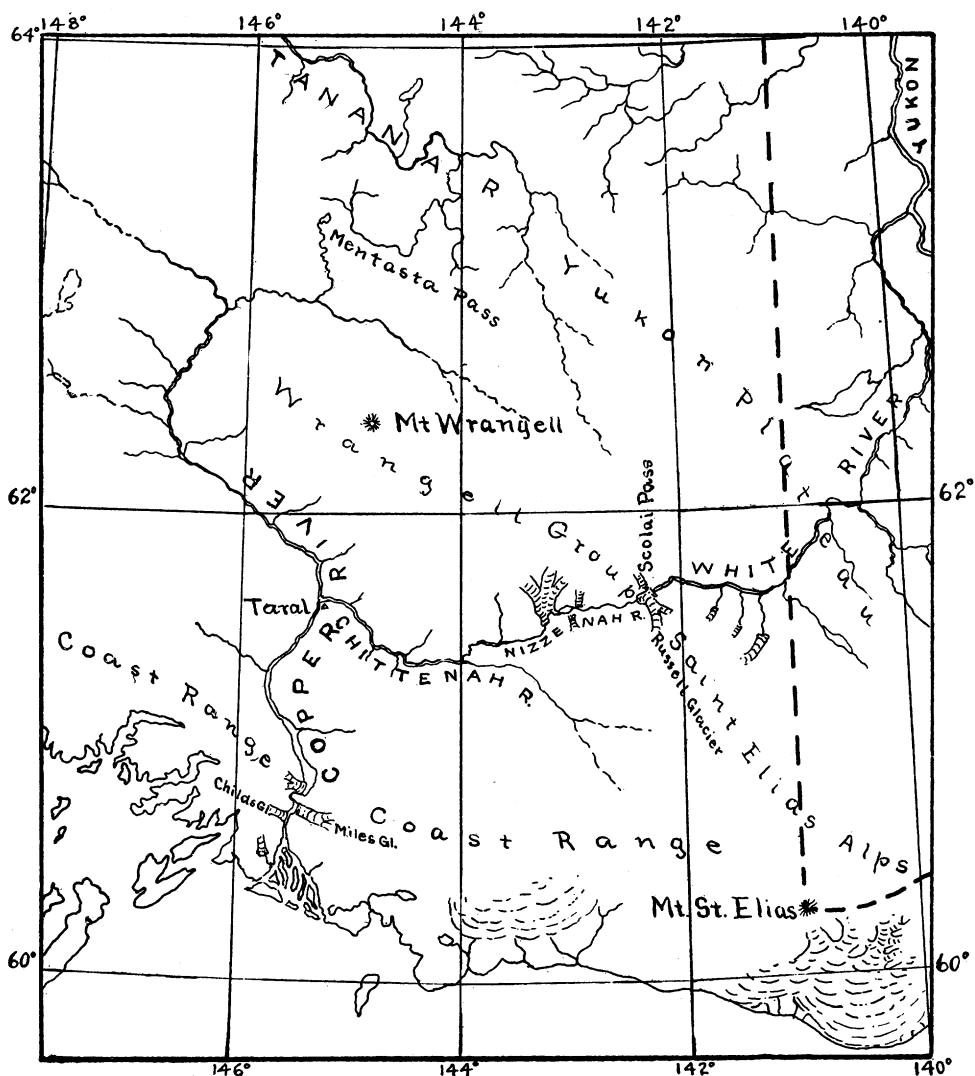 148° 146° 144° 142° 140°
64°
TANANA R
YUKON
Mentasta Pass
Yukon Plateau
Wrangell Group
Mt Wrangell
62° 62°
RIVER
Scolai Pass
WHITE RIVER
Taral
COPPER
CHITTENAH R.
NIZZENAH R.
Russell Glacier
Saint Elias Alps
Coast Range
Childs Gl.
Miles Gl.
Coast Range
Mt. St. Elias
60° 60°
146° 144° 142° 140°